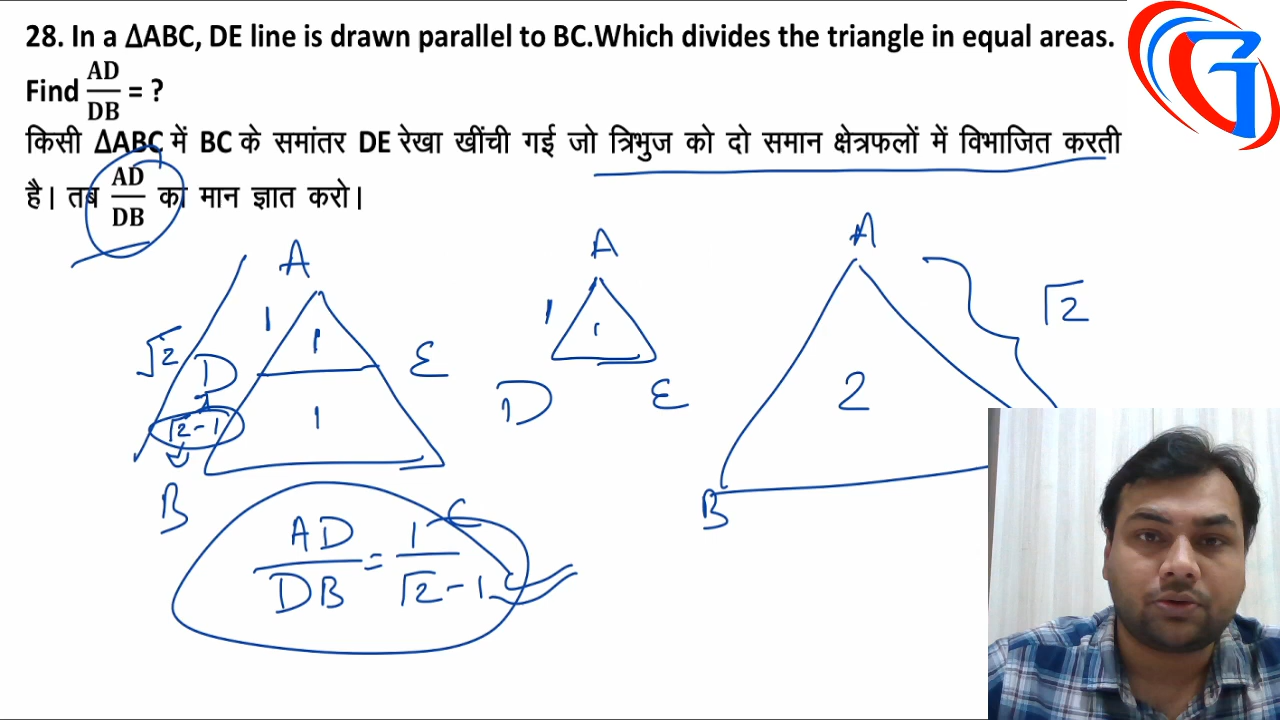 28. In a ΔABC, DE line is drawn parallel to BC.Which divides the triangle in equal areas.
Find AD/DB = ?
किसी ΔABC में BC के समांतर DE रेखा खींची गई जो त्रिभुज को दो समान क्षेत्रफलों में विभाजित करती
है। तब AD/DB का मान ज्ञात करो।
A
1
1
√2
D
E
√2-1
1
B
C
A
1
1
D
E
A
√2
2
B
AD/DB = 1/√2-1